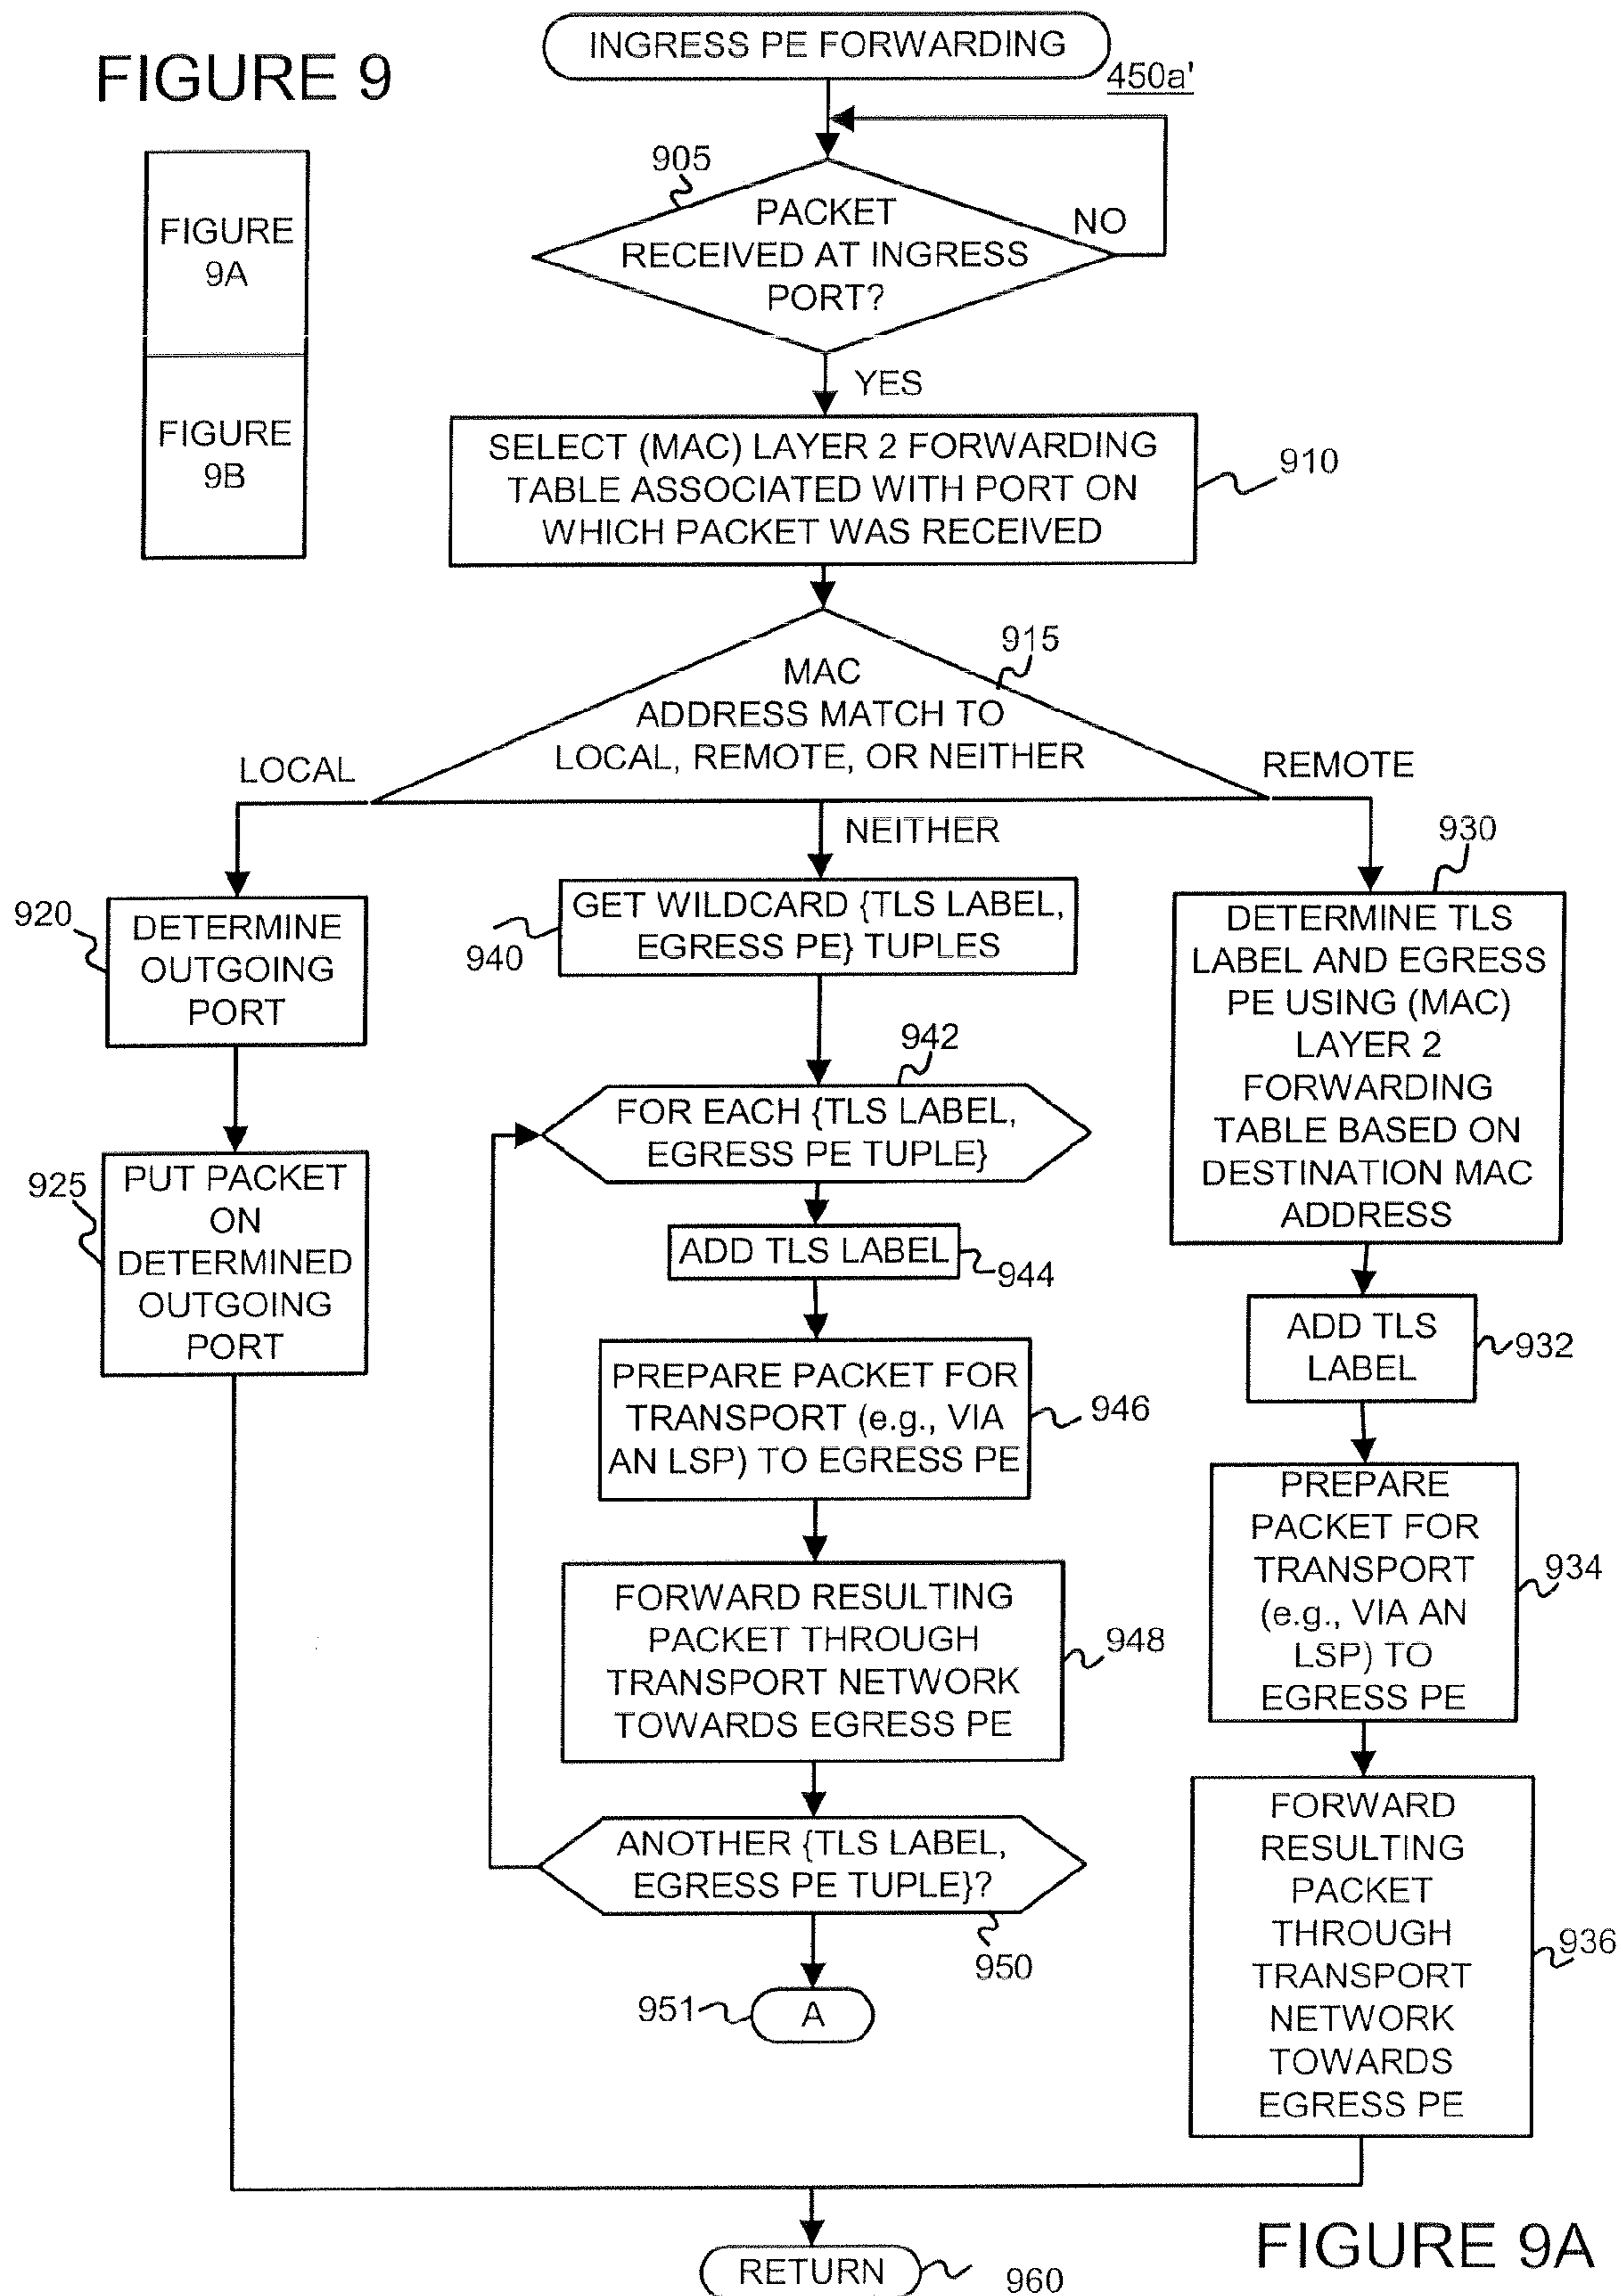 FIGURE 9
INGRESS PE FORWARDING
450a'
FIGURE
9A
FIGURE
9B
905
PACKET
RECEIVED AT INGRESS
PORT?
NO
YES
SELECT (MAC) LAYER 2 FORWARDING
TABLE ASSOCIATED WITH PORT ON
WHICH PACKET WAS RECEIVED
910
915
MAC
ADDRESS MATCH TO
LOCAL, REMOTE, OR NEITHER
LOCAL
NEITHER
REMOTE
920
DETERMINE
OUTGOING
PORT
925
PUT PACKET
ON
DETERMINED
OUTGOING
PORT
GET WILDCARD {TLS LABEL,
EGRESS PE} TUPLES
940
942
FOR EACH {TLS LABEL,
EGRESS PE TUPLE}
ADD TLS LABEL
944
PREPARE PACKET FOR
TRANSPORT (e.g., VIA
AN LSP) TO EGRESS PE
946
FORWARD RESULTING
PACKET THROUGH
TRANSPORT NETWORK
TOWARDS EGRESS PE
948
ANOTHER {TLS LABEL,
EGRESS PE TUPLE}?
950
951
A
930
DETERMINE TLS
LABEL AND EGRESS
PE USING (MAC)
LAYER 2
FORWARDING
TABLE BASED ON
DESTINATION MAC
ADDRESS
ADD TLS
LABEL
932
PREPARE
PACKET FOR
TRANSPORT
(e.g., VIA AN
LSP) TO
EGRESS PE
934
FORWARD
RESULTING
PACKET
THROUGH
TRANSPORT
NETWORK
TOWARDS
EGRESS PE
936
RETURN
960
FIGURE 9A